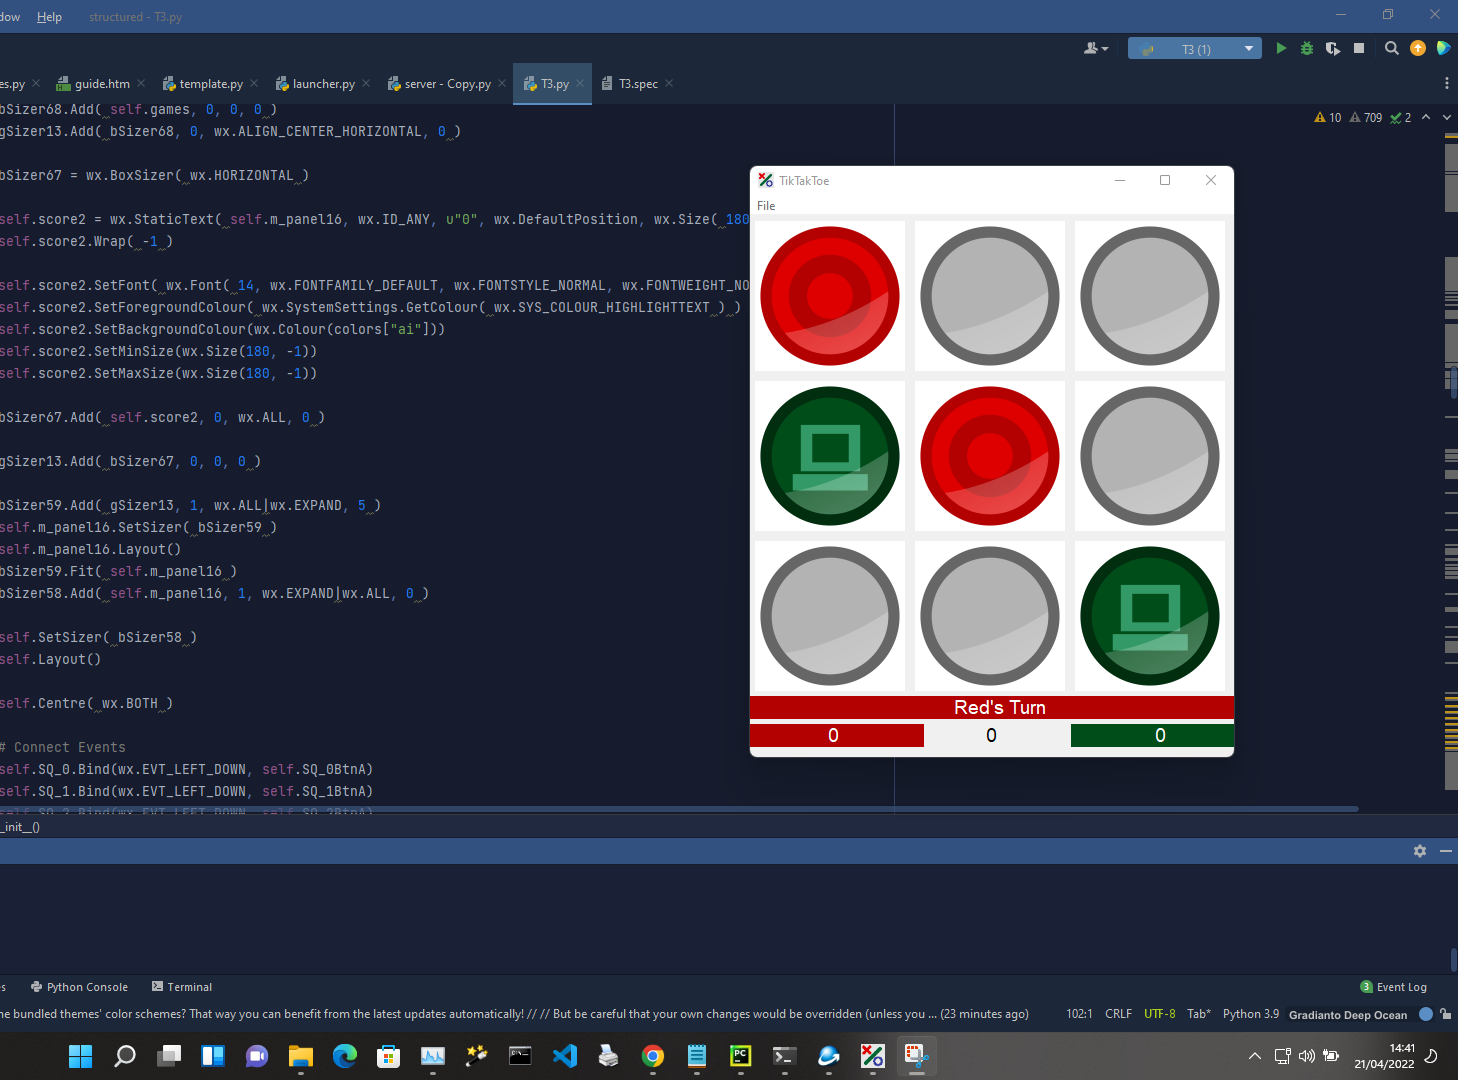 dow Help structured - T3.py
T3 (1)
es.py guide.htm template.py launcher.py server - Copy.py T3.py T3.spec
bSizer68.Add( self.games, 0, 0, 0 )
gSizer13.Add( bSizer68, 0, wx.ALIGN_CENTER_HORIZONTAL, 0 )
10 709 2
bSizer67 = wx.BoxSizer( wx.HORIZONTAL )
self.score2 = wx.StaticText( self.m_panel16, wx.ID_ANY, u"0", wx.DefaultPosition, wx.Size( 180
self.score2.Wrap( -1 )
self.score2.SetFont( wx.Font( 14, wx.FONTFAMILY_DEFAULT, wx.FONTSTYLE_NORMAL, wx.FONTWEIGHT_NO
self.score2.SetForegroundColour( wx.SystemSettings.GetColour( wx.SYS_COLOUR_HIGHLIGHTTEXT ) )
self.score2.SetBackgroundColour(wx.Colour(colors["ai"]))
self.score2.SetMinSize(wx.Size(180, -1))
self.score2.SetMaxSize(wx.Size(180, -1))
bSizer67.Add( self.score2, 0, wx.ALL, 0 )
gSizer13.Add( bSizer67, 0, 0, 0 )
bSizer59.Add( gSizer13, 1, wx.ALL|wx.EXPAND, 5 )
self.m_panel16.SetSizer( bSizer59 )
self.m_panel16.Layout()
bSizer59.Fit( self.m_panel16 )
bSizer58.Add( self.m_panel16, 1, wx.EXPAND|wx.ALL, 0 )
self.SetSizer( bSizer58 )
self.Layout()
self.Centre( wx.BOTH )
# Connect Events
self.SQ_0.Bind(wx.EVT_LEFT_DOWN, self.SQ_0BtnA)
self.SQ_1.Bind(wx.EVT_LEFT_DOWN, self.SQ_1BtnA)
self.SQ_2.Bind(wx.EVT_LEFT_DOWN, self.SQ_2BtnA)
TikTakToe
File
Red's Turn
0 0 0
_init__()
s Python Console Terminal 3 Event Log
ne bundled themes' color schemes? That way you can benefit from the latest updates automatically! // // But be careful that your own changes would be overridden (unless you ... (23 minutes ago) 102:1 CRLF UTF-8 Tab* Python 3.9 Gradianto Deep Ocean
PC
14:41
21/04/2022